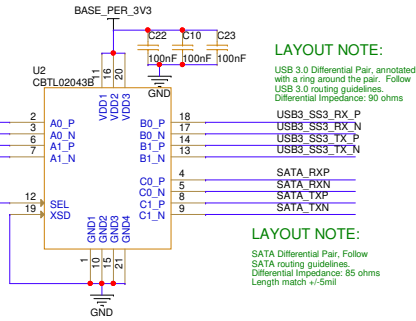 BASE_PER_3V3
C22 C10 C23
100nF 100nF 100nF
GND
LAYOUT NOTE:
USB 3.0 Differential Pair, annotated
with a ring around the pair. Follow
USB 3.0 routing guidelines.
Differential Impedance: 90 ohms
U2
CBTL02043B
11 16 20
VDD1 VDD2 VDD3
2 A0_P B0_P 18 USB3_SS3_RX_P
3 A0_N B0_N 17 USB3_SS3_RX_N
6 A1_P B1_P 14 USB3_SS3_TX_P
7 A1_N B1_N 13 USB3_SS3_TX_N
C0_P 4 SATA_RXP
C0_N 5 SATA_RXN
12 SEL C1_P 8 SATA_TXP
19 XSD C1_N 9 SATA_TXN
GND1 GND2 GND3 GND4
1 10 15 21
GND
LAYOUT NOTE:
SATA Differential Pair, Follow
SATA routing guidelines.
Differential Impedance: 85 ohms
Length match +/-5mil